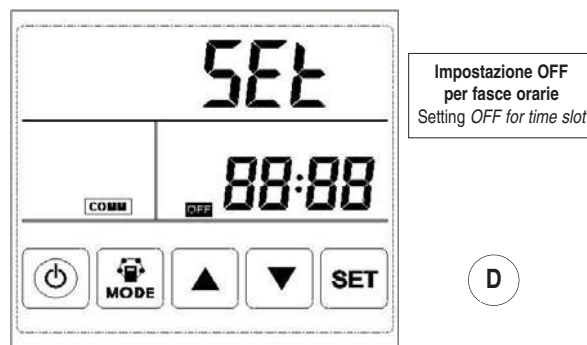 SEt
Impostazione OFF
per fasce orarie
Setting OFF for time slot
COMM
OFF 88:88
MODE
SET
D